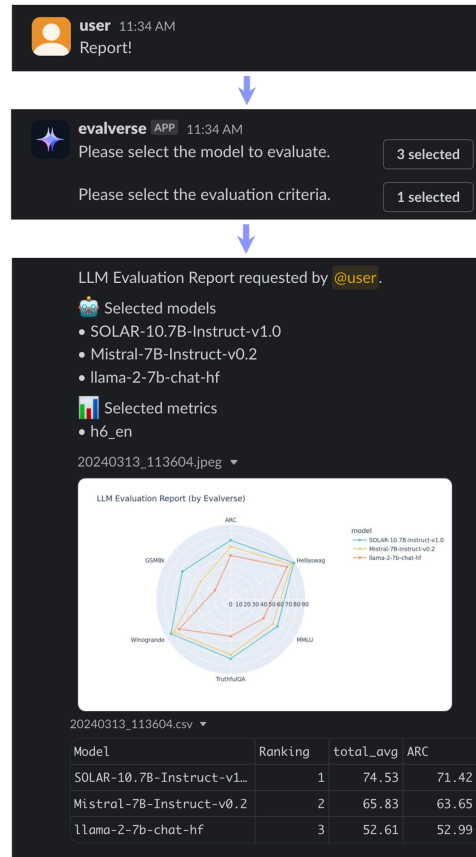 user 11:34 AM
Report!
evalverse APP 11:34 AM
Please select the model to evaluate.
3 selected
Please select the evaluation criteria.
1 selected
LLM Evaluation Report requested by @user.
Selected models
• SOLAR-10.7B-Instruct-v1.0
• Mistral-7B-Instruct-v0.2
• llama-2-7b-chat-hf
Selected metrics
• h6_en
20240313_113604.jpeg
LLM Evaluation Report (by Evalverse)
ARC
model
SOLAR-10.7B-Instruct-v1.0
Mistral-7B-Instruct-v0.2
llama-2-7b-chat-hf
GSM8k
Hellaswag
0 10 20 30 40 50 60 70 80 90
Winogrande
MMLU
TruthfulQA
20240313_113604.csv
Model Ranking total_avg ARC
SOLAR-10.7B-Instruct-v1… 1 74.53 71.42
Mistral-7B-Instruct-v0.2 2 65.83 63.65
llama-2-7b-chat-hf 3 52.61 52.99